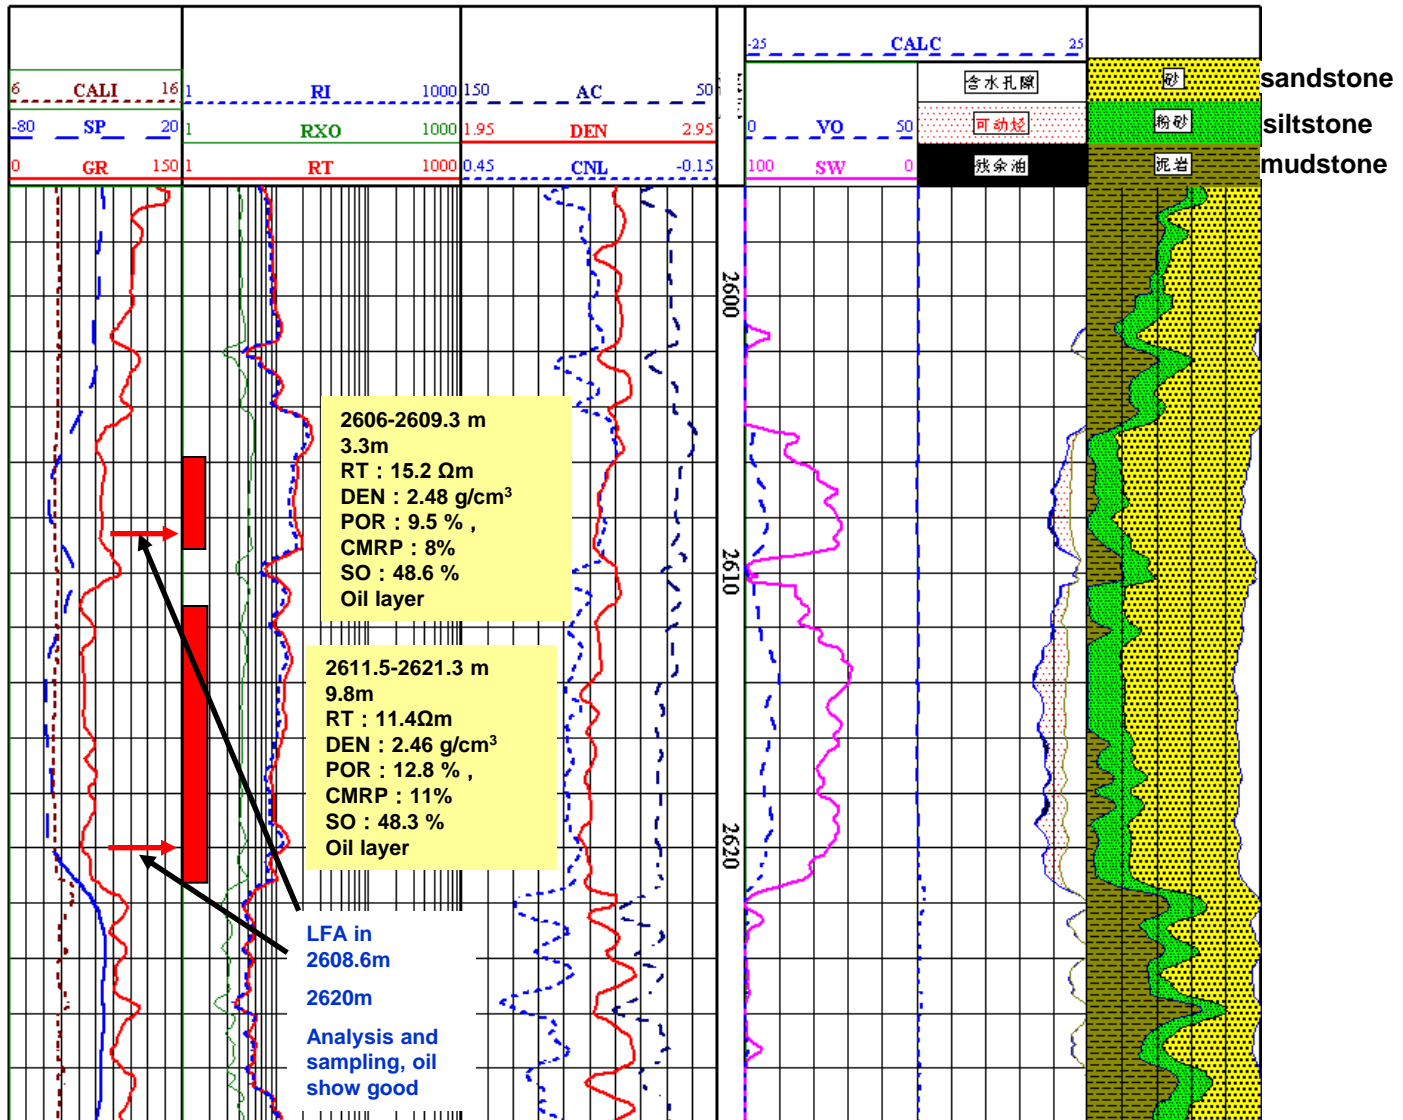 -25 CALC 25
6 CALI 16
1 RI 1000
150 AC 50
含水孔隙
砂
sandstone
-80 SP 20
1 RXO 1000
1.95 DEN 2.95
0 VO 50
可动烃
粉砂
siltstone
0 GR 150
1 RT 1000
0.45 CNL -0.15
100 SW 0
残余油
泥岩
mudstone
2600
2606-2609.3 m
3.3m
RT : 15.2 Ωm
DEN : 2.48 g/cm³
POR : 9.5 % ,
CMRP : 8%
SO : 48.6 %
Oil layer
2610
2611.5-2621.3 m
9.8m
RT : 11.4Ωm
DEN : 2.46 g/cm³
POR : 12.8 % ,
CMRP : 11%
SO : 48.3 %
Oil layer
2620
LFA in
2608.6m
2620m
Analysis and
sampling, oil
show good